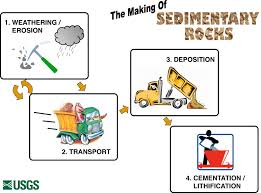 The Making Of
SEDIMENTARY
ROCKS
1. WEATHERING /
EROSION
3. DEPOSITION
2. TRANSPORT
4. CEMENTATION /
LITHIFICATION
USGS